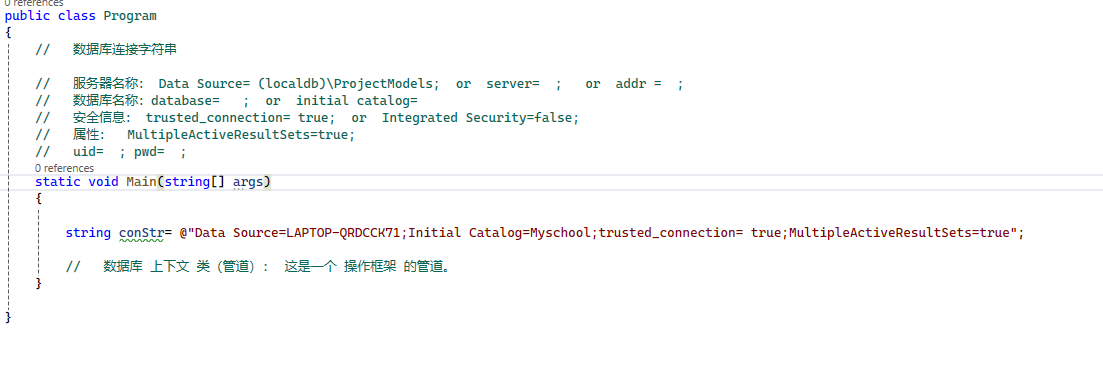 0 references
public class Program
{
//   数据库连接字符串
//   服务器名称:  Data Source= (localdb)\ProjectModels;  or  server=  ;   or  addr =  ;
//   数据库名称: database=   ;  or  initial catalog=
//   安全信息:  trusted_connection= true;  or  Integrated Security=false;
//   属性:   MultipleActiveResultSets=true;
//   uid=  ; pwd=  ;
0 references
static void Main(string[] args)
{
string conStr= @"Data Source=LAPTOP-QRDCCK71;Initial Catalog=Myschool;trusted_connection= true;MultipleActiveResultSets=true";
//   数据库 上下文 类（管道）:  这是一个 操作框架 的管道。
}
}